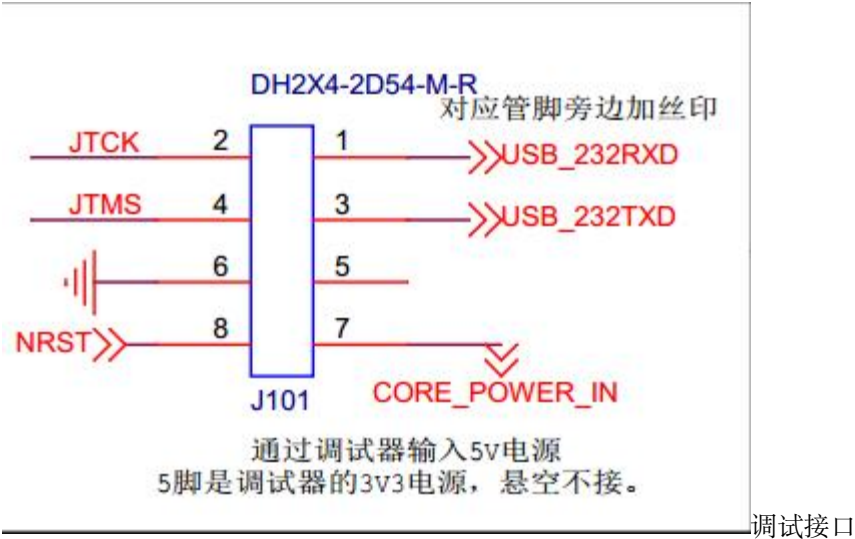 DH2X4-2D54-M-R
对应管脚旁边加丝印
JTCK 2 1 USB_232RXD
JTMS 4 3 USB_232TXD
6 5
NRST 8 7
J101 CORE_POWER_IN
通过调试器输入5V电源
5脚是调试器的3V3电源，悬空不接。
调试接口